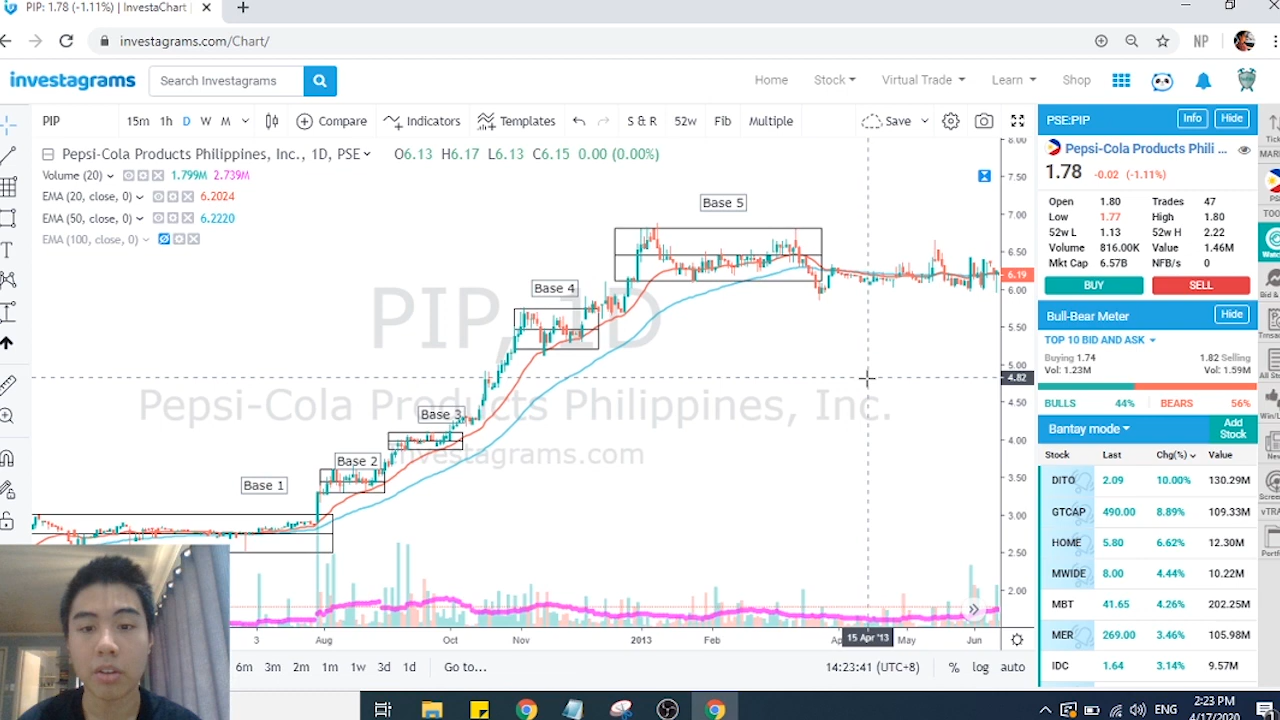 PIP: 1.78 (-1.11%) | InvestaChart
investagrams.com/Chart/
NP
investagrams
Search Investagrams
Home
Stock
Virtual Trade
Learn
Shop
PIP
15m
1h
D
W
M
Compare
Indicators
Templates
S & R
52w
Fib
Multiple
Save
Pepsi-Cola Products Philippines, Inc., 1D, PSE
O6.13 H6.17 L6.13 C6.15 0.00 (0.00%)
Volume (20) 1.799M 2.739M
EMA (20, close, 0) 6.2024
EMA (50, close, 0) 6.2220
EMA (100, close, 0)
PIP, 1D
Pepsi-Cola Products Philippines, Inc.
investagrams.com
Base 1
Base 2
Base 3
Base 4
Base 5
8.00
7.50
7.00
6.50
6.19
6.00
5.50
5.00
4.82
4.50
4.00
3.50
3.00
2.50
2.00
3
Aug
Oct
Nov
2013
Feb
15 Apr '13
May
Jun
6m 3m 2m 1m 1w 3d 1d Go to...
14:23:41 (UTC+8)
% log auto
PSE:PIP
Info
Hide
Pepsi-Cola Products Phili ...
1.78 -0.02 (-1.11%)
Open 1.80 Trades 47
Low 1.77 High 1.80
52w L 1.13 52w H 2.22
Volume 816.00K Value 1.46M
Mkt Cap 6.57B NFB/s 0
BUY
SELL
Bull-Bear Meter
Hide
TOP 10 BID AND ASK
Buying 1.74 1.82 Selling
Vol: 1.23M Vol: 1.59M
BULLS 44% BEARS 56%
Bantay mode
Add Stock
Stock Last Chg(%) Value
DITO 2.09 10.00% 130.29M
GTCAP 490.00 8.89% 109.33M
HOME 5.80 6.62% 12.30M
MWIDE 8.00 4.44% 10.22M
MBT 41.65 4.26% 202.25M
MER 269.00 3.46% 105.98M
IDC 1.64 3.14% 9.57M
ENG
2:23 PM